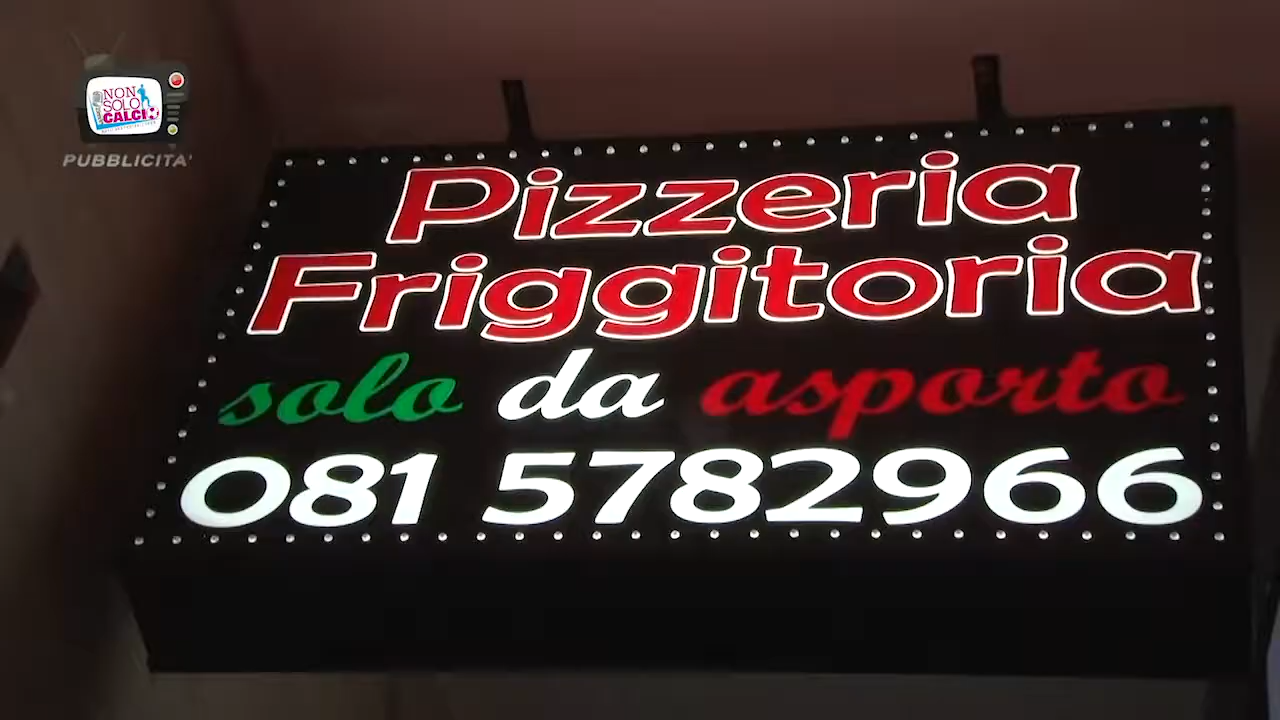 NON
SOLO
CALCIO
PUBBLICITA'
Pizzeria
Friggitoria
solo da asporto
081 5782966